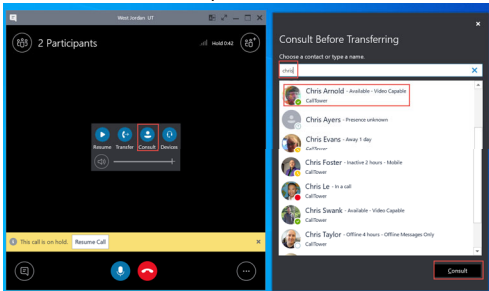 West Jordan UT
2 Participants
Hold 0:42
Resume Transfer Consult Devices
This call is on hold. Resume Call
Consult Before Transferring
Choose a contact or type a name.
chris
Chris Arnold - Available - Video Capable
CallTower
Chris Ayers - Presence unknown
Chris Evans - Away 1 day
CallTower
Chris Foster - Inactive 2 hours - Mobile
CallTower
Chris Le - In a call
CallTower
Chris Swank - Available - Video Capable
CallTower
Chris Taylor - Offline 4 hours - Offline Messages Only
CallTower
Consult